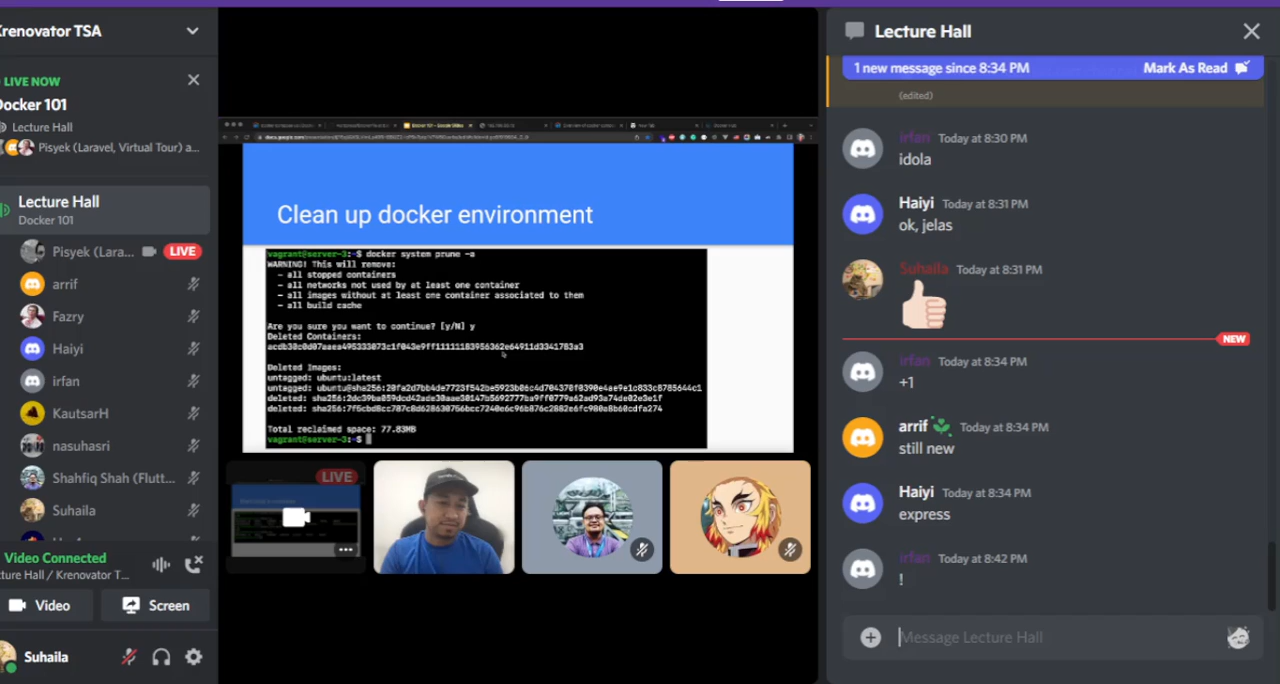 Krenovator TSA
LIVE NOW
Docker 101
Lecture Hall
Pisyek (Laravel, Virtual Tour) a...
Lecture Hall
Docker 101
Pisyek (Lara...
LIVE
arrif
Fazry
Haiyi
irfan
KautsarH
nasuhasri
Shahfiq Shah (Flutt...
Suhaila
Video Connected
cture Hall / Krenovator T...
Video
Screen
Suhaila
Clean up docker environment
vagrant@server-3:~$ docker system prune -a
WARNING! This will remove:
- all stopped containers
- all networks not used by at least one container
- all images without at least one container associated to them
- all build cache
Are you sure you want to continue? [y/N] y
Deleted Containers:
Deleted Images:
untagged: ubuntu:latest
untagged:
deleted:
deleted:
Total reclaimed space: 77.83MB
vagrant@server-3:~$
LIVE
Lecture Hall
1 new message since 8:34 PM
Mark As Read
(edited)
irfan Today at 8:30 PM
idola
Haiyi Today at 8:31 PM
ok, jelas
Suhaila Today at 8:31 PM
NEW
irfan Today at 8:34 PM
+1
arrif Today at 8:34 PM
still new
Haiyi Today at 8:34 PM
express
irfan Today at 8:42 PM
!
Message Lecture Hall